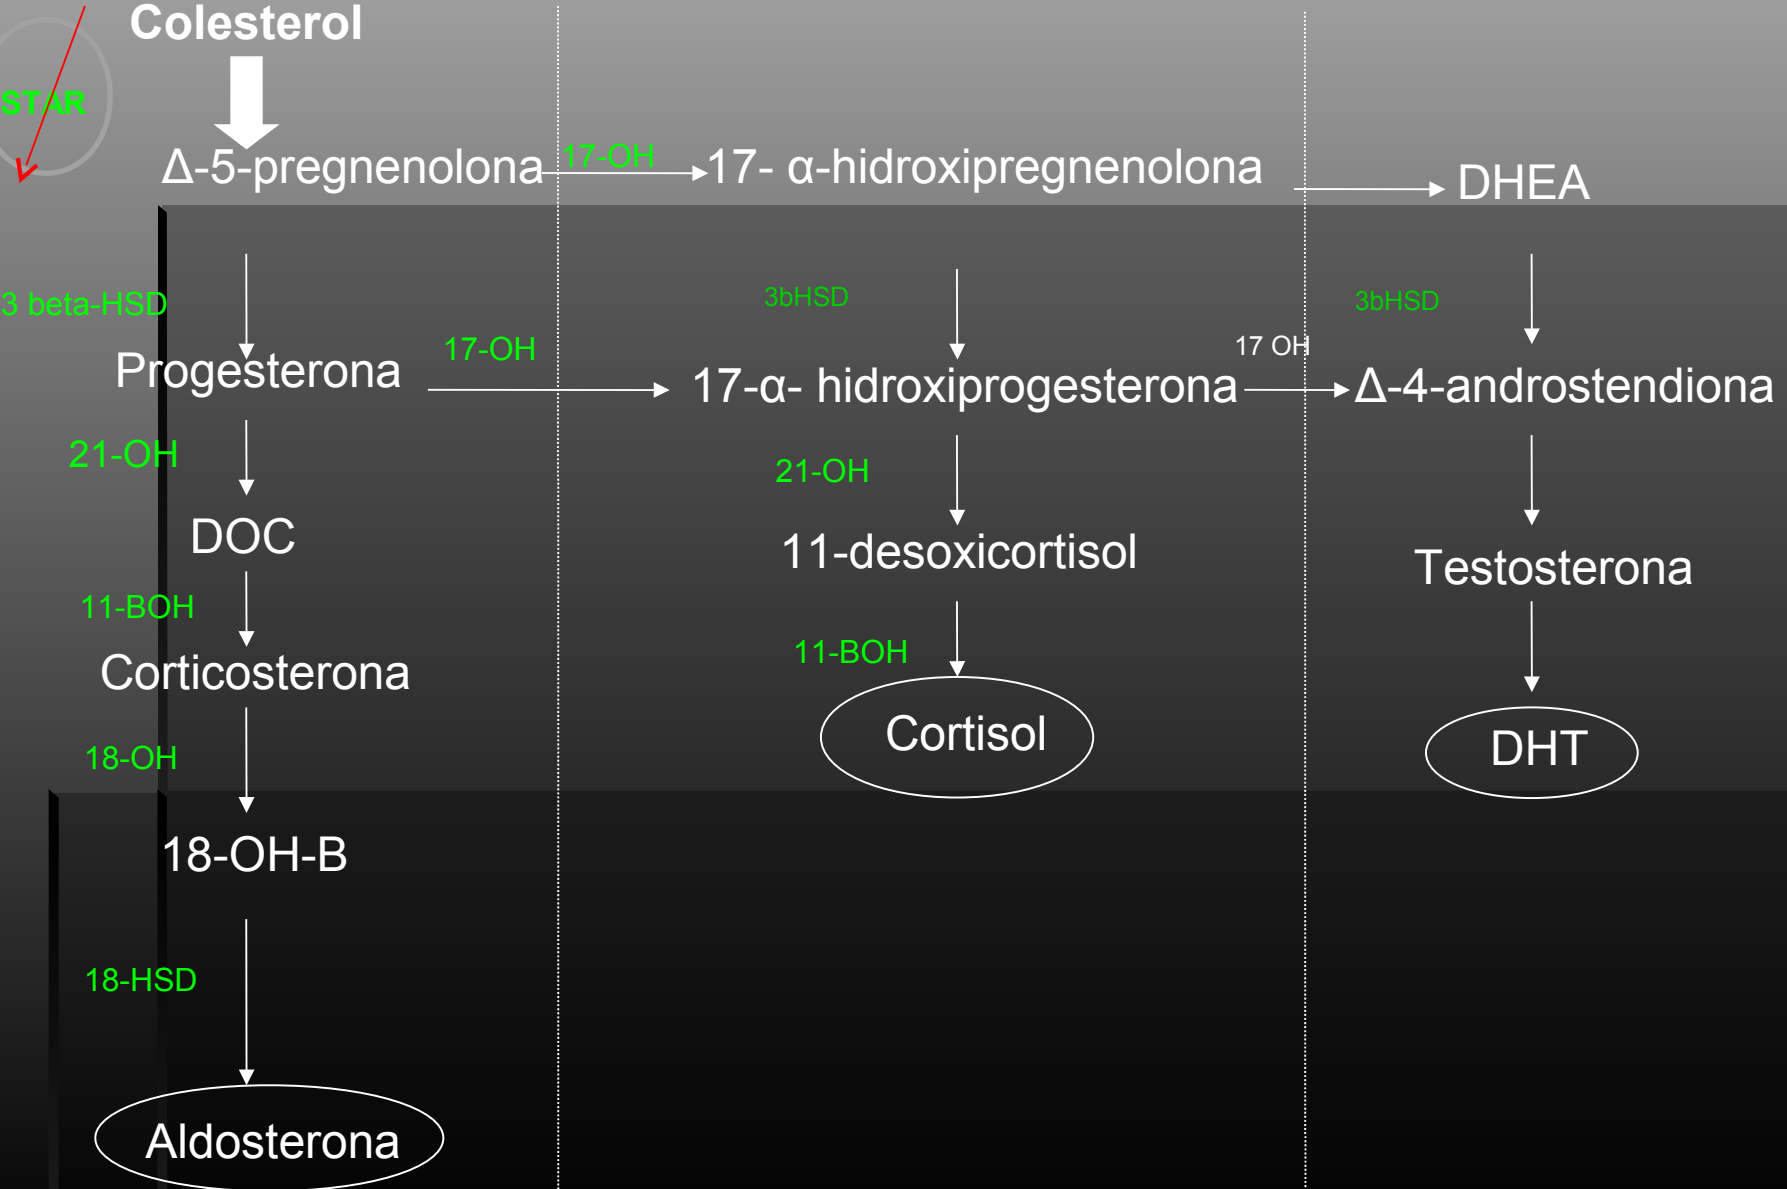 Colesterol
STAR
Δ-5-pregnenolona
17-OH
17- α-hidroxipregnenolona
DHEA
3 beta-HSD
3bHSD
3bHSD
Progesterona
17-OH
17-α- hidroxiprogesterona
17 OH
Δ-4-androstendiona
21-OH
21-OH
DOC
11-desoxicortisol
Testosterona
11-BOH
11-BOH
Corticosterona
Cortisol
DHT
18-OH
18-OH-B
18-HSD
Aldosterona